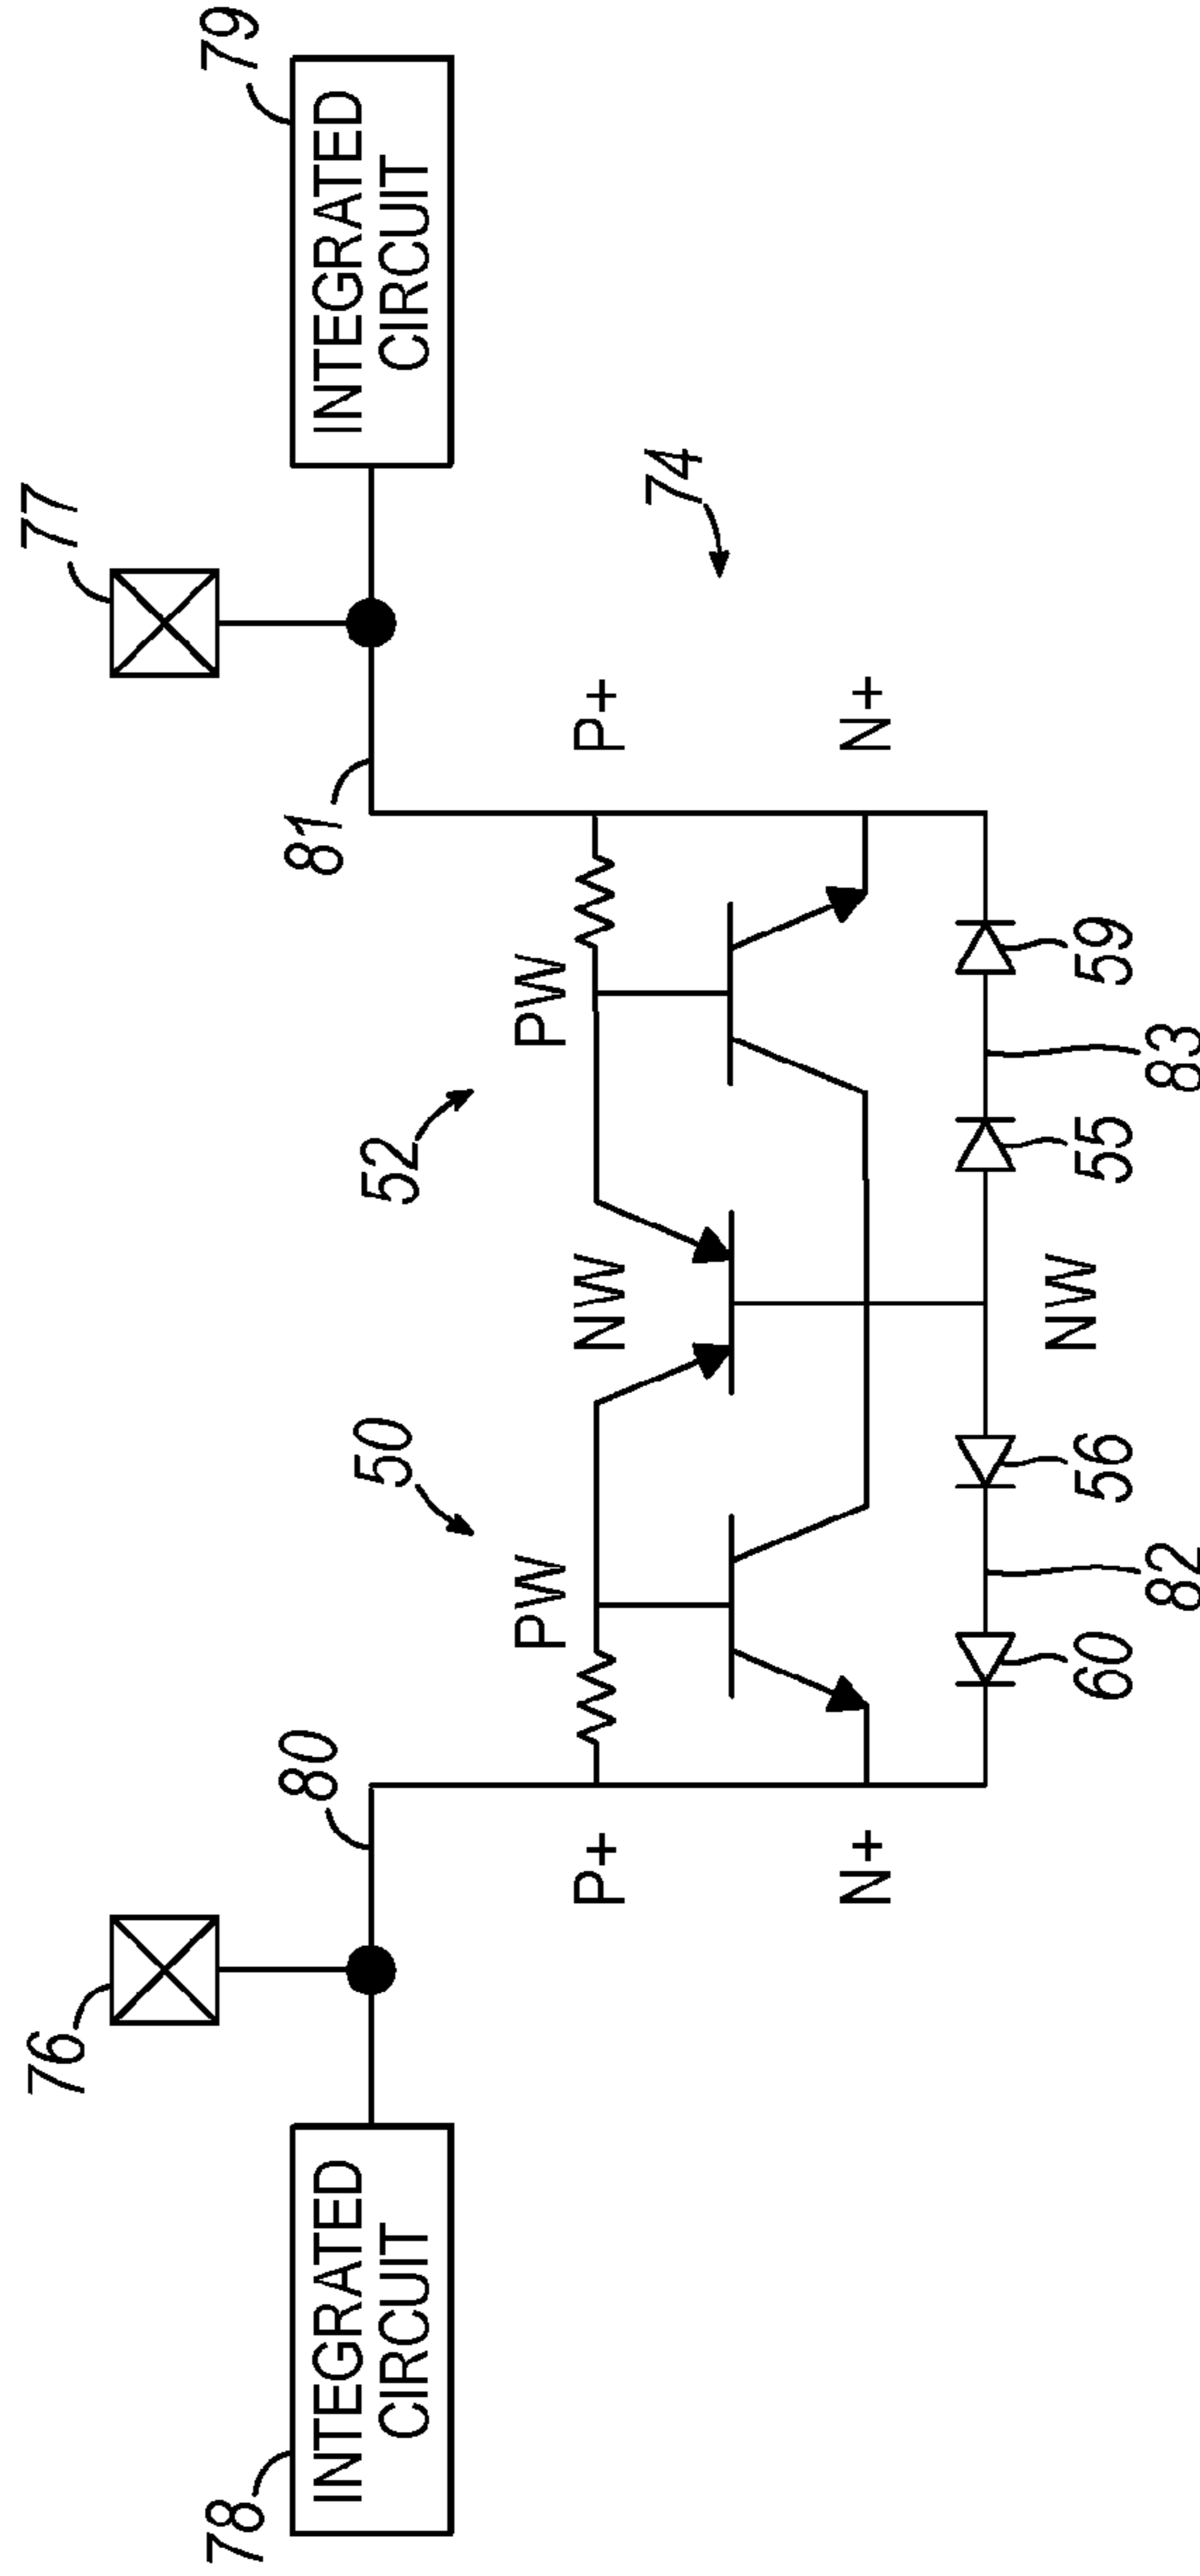 76
77
78
79
80
81
INTEGRATED
CIRCUIT
INTEGRATED
CIRCUIT
50
52
74
PW
PW
P+
NW
P+
N+
N+
NW
60
56
55
59
82
83